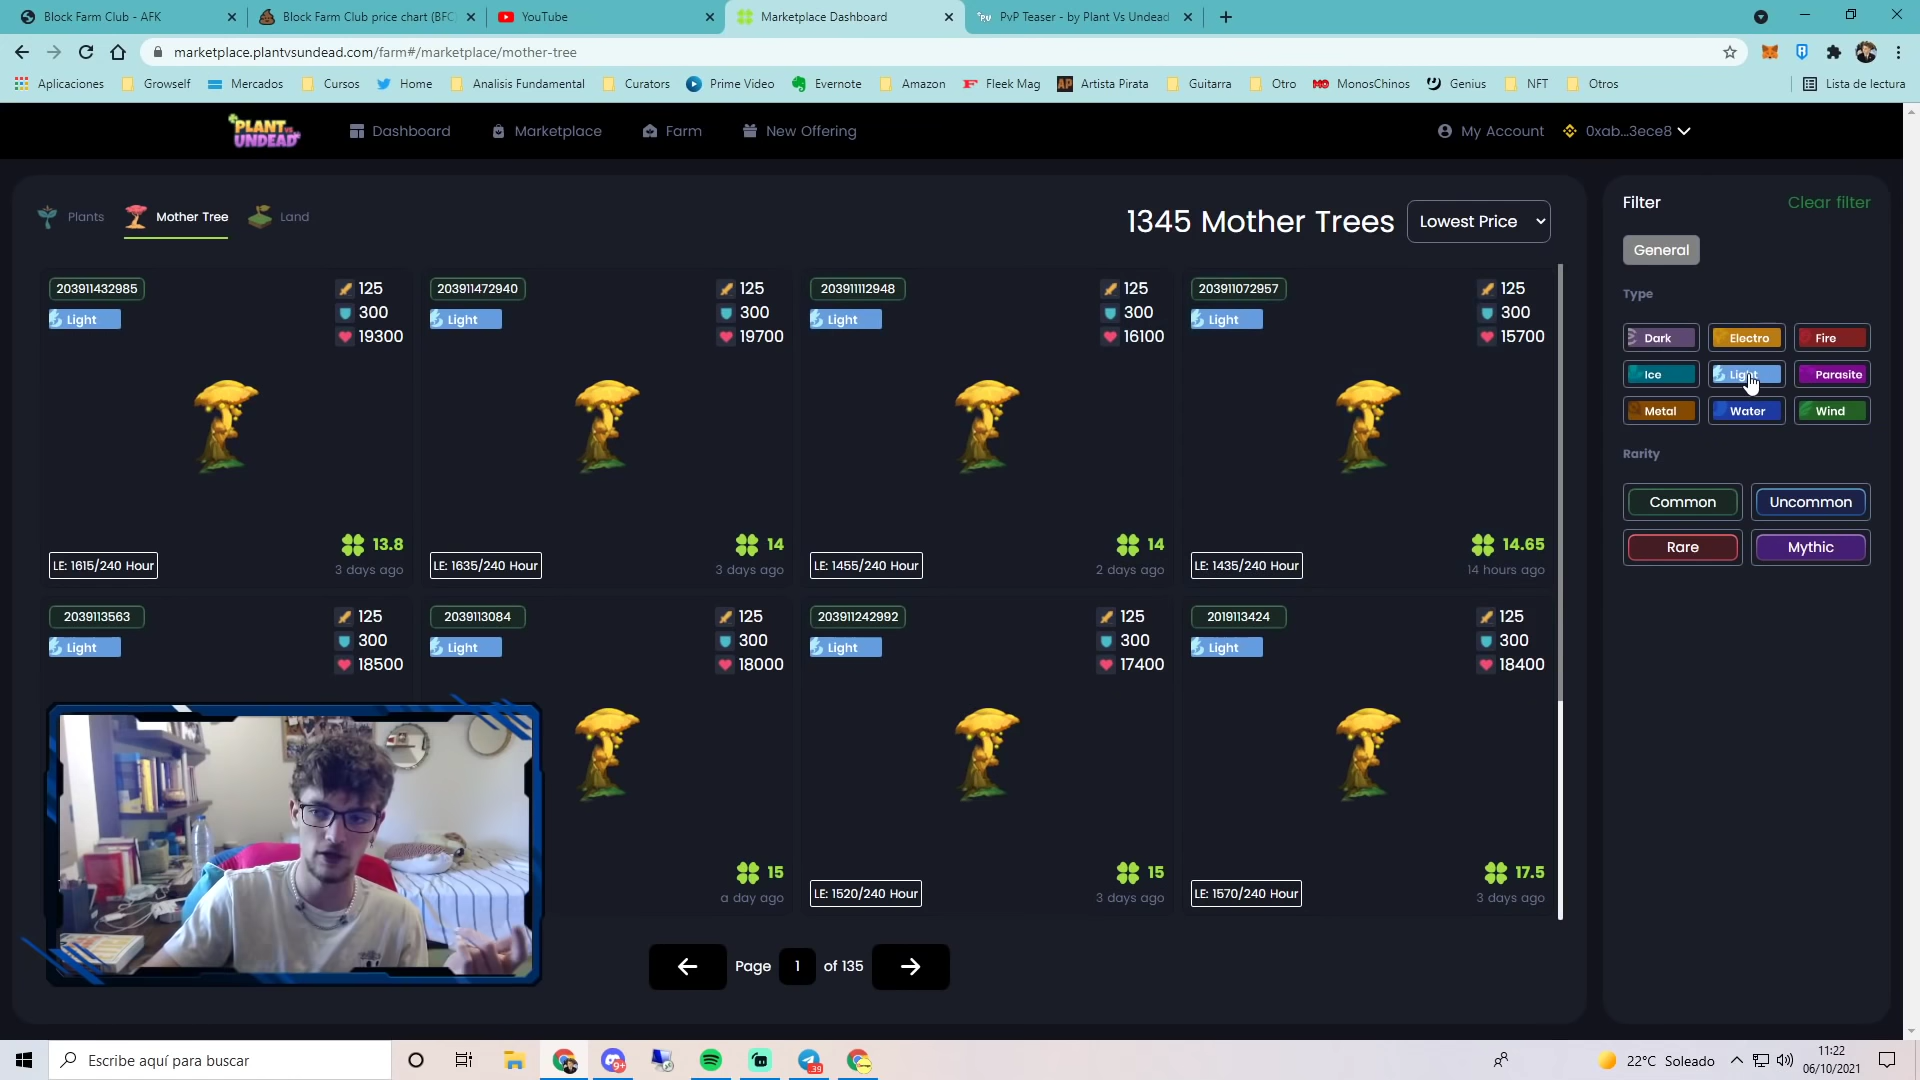 Block Farm Club - AFK
Block Farm Club price chart (BFC
YouTube
Marketplace Dashboard
PvP Teaser - by Plant Vs Undead
marketplace.plantvsundead.com/farm#/marketplace/mother-tree
Aplicaciones
Growself
Mercados
Cursos
Home
Analisis Fundamental
Curators
Prime Video
Evernote
Amazon
Fleek Mag
Artista Pirata
Guitarra
Otro
MonosChinos
Genius
NFT
Otros
Lista de lectura
PLANT VS UNDEAD
Dashboard
Marketplace
Farm
New Offering
My Account
0xab...3ece8
Plants
Mother Tree
Land
1345 Mother Trees
Lowest Price
203911432985
125
Light
300
19300
13.8
LE: 1615/240 Hour
3 days ago
203911472940
125
Light
300
19700
14
LE: 1635/240 Hour
3 days ago
203911112948
125
Light
300
16100
14
LE: 1455/240 Hour
2 days ago
203911072957
125
Light
300
15700
14.65
LE: 1435/240 Hour
14 hours ago
2039113563
125
Light
300
18500
2039113084
125
Light
300
18000
15
a day ago
203911242992
125
Light
300
17400
15
LE: 1520/240 Hour
3 days ago
2019113424
125
Light
300
18400
17.5
LE: 1570/240 Hour
3 days ago
Page 1 of 135
Filter
Clear filter
General
Type
Dark
Electro
Fire
Ice
Light
Parasite
Metal
Water
Wind
Rarity
Common
Uncommon
Rare
Mythic
Escribe aquí para buscar
9+
39
22°C Soleado
11:22
06/10/2021